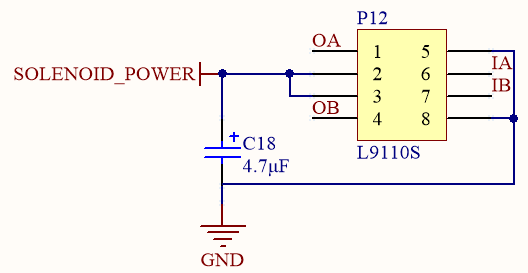 P12
OA
1 5
SOLENOID_POWER
2 6 IA
3 7 IB
OB
4 8
L9110S
C18
4.7µF
+
GND